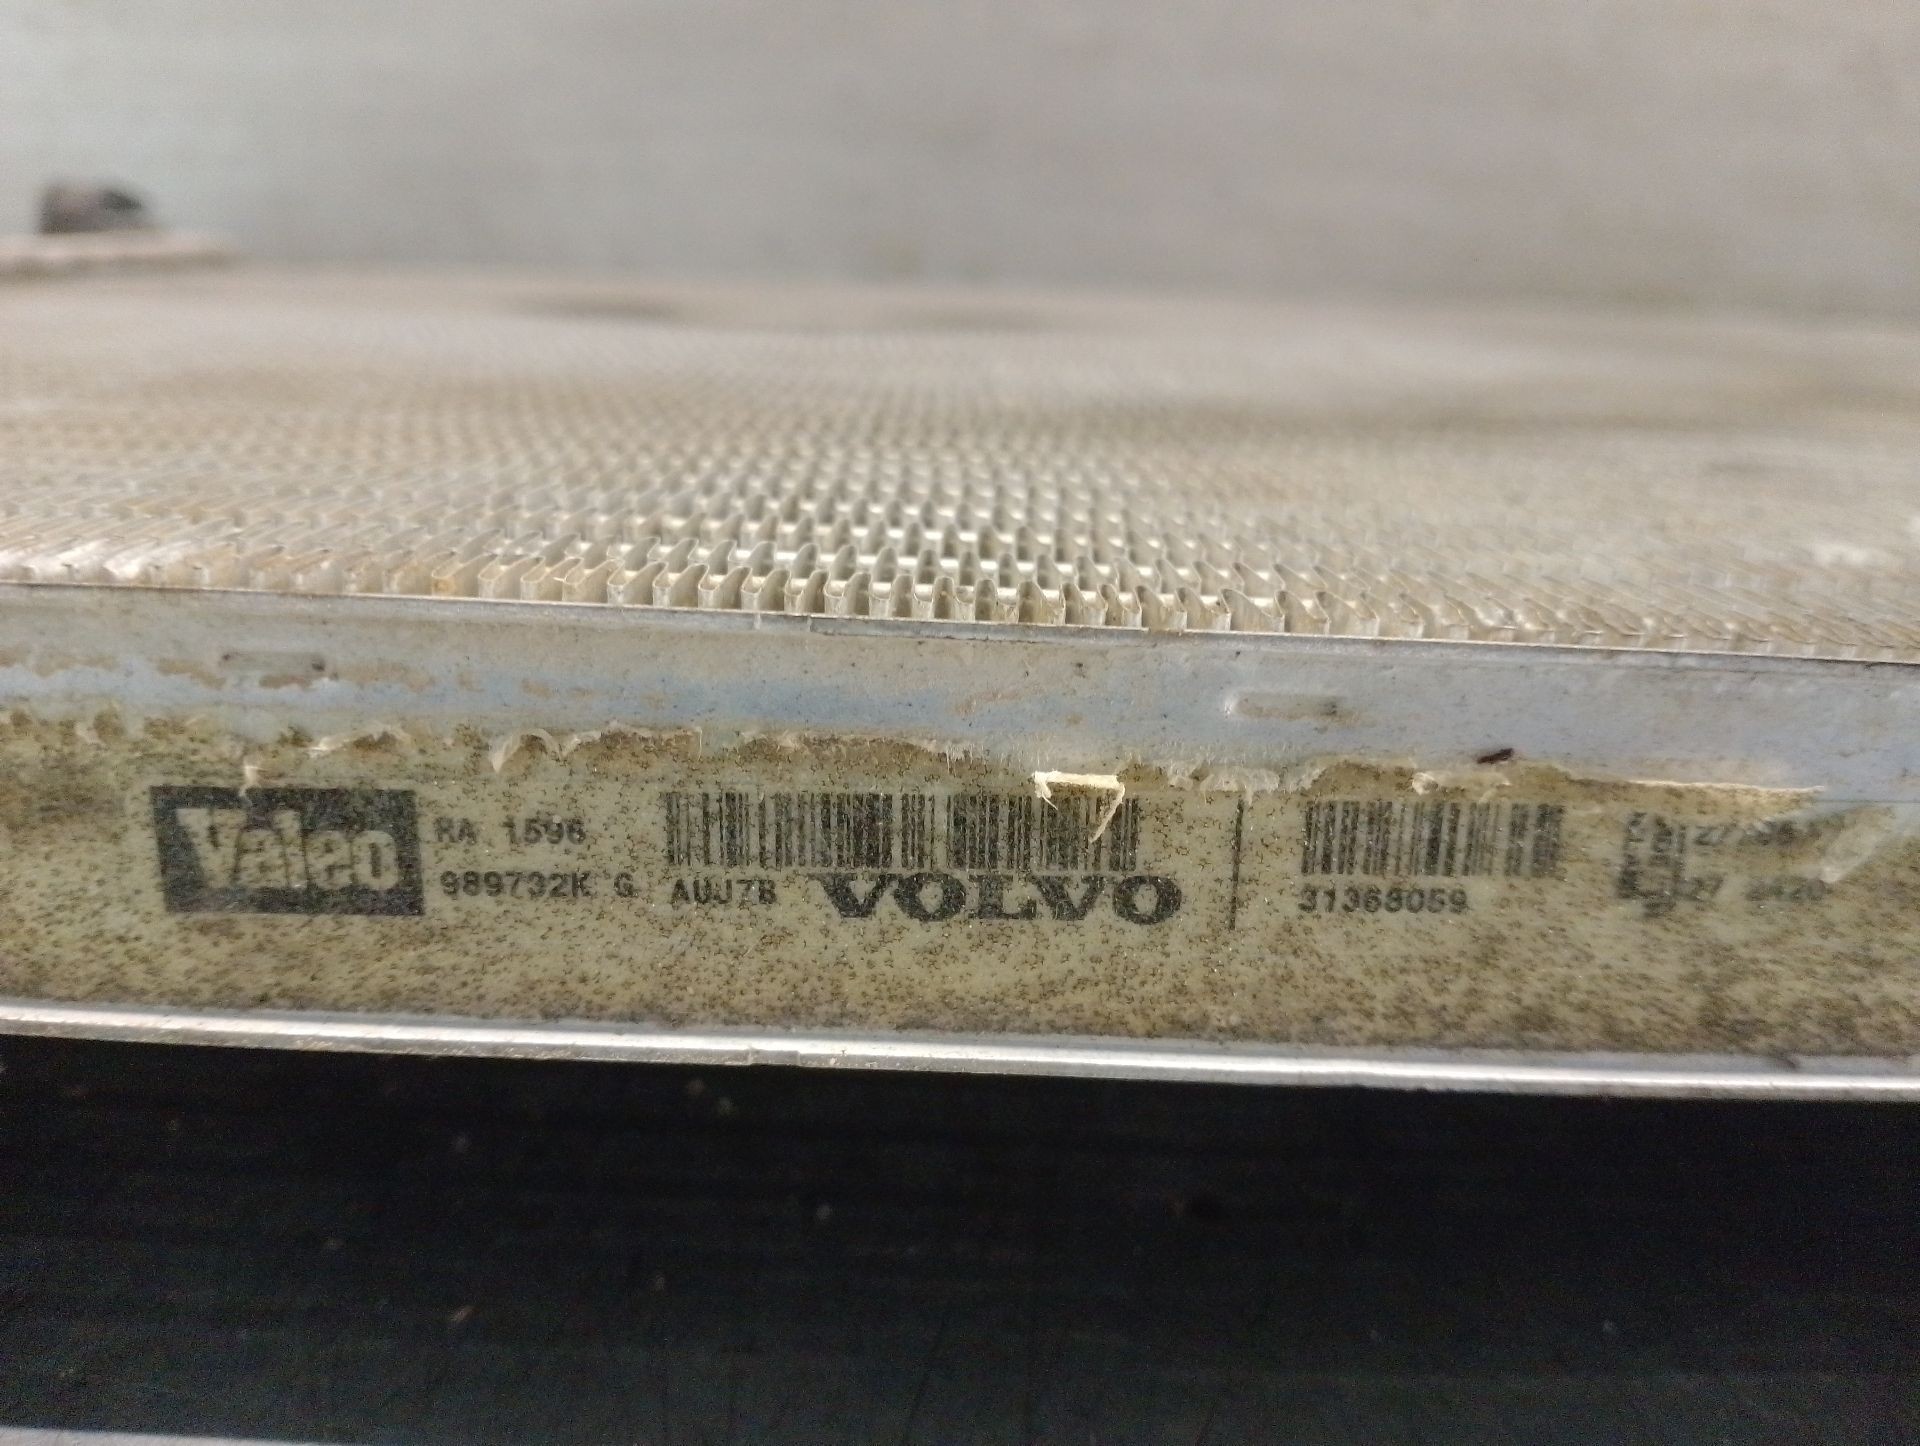 Valeo
RA 1596
989732K G
AUJ7B
VOLVO
31368059